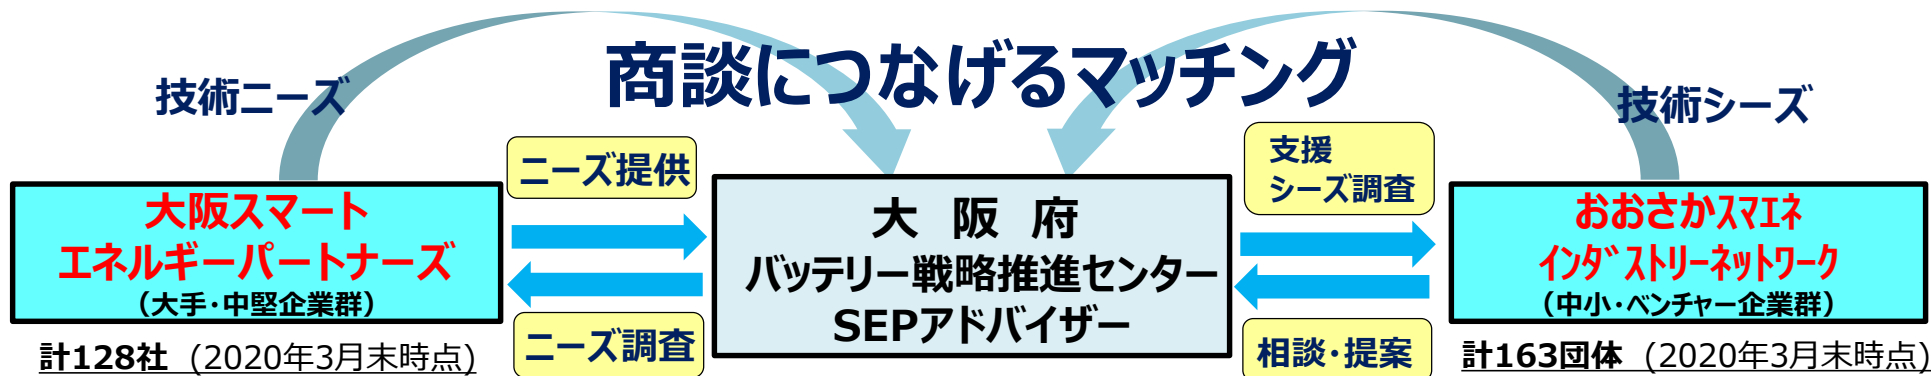 商談につなげるマッチング
技術ニーズ
技術シーズ
ニーズ提供
支援
シーズ調査
大阪スマート
エネルギーパートナーズ
(大手・中堅企業群)
大 阪 府
バッテリー戦略推進センター
SEPアドバイザー
おおさかスマエネ
インダストリーネットワーク
(中小・ベンチャー企業群)
ニーズ調査
相談・提案
計128社 (2020年3月末時点)
計163団体 (2020年3月末時点)